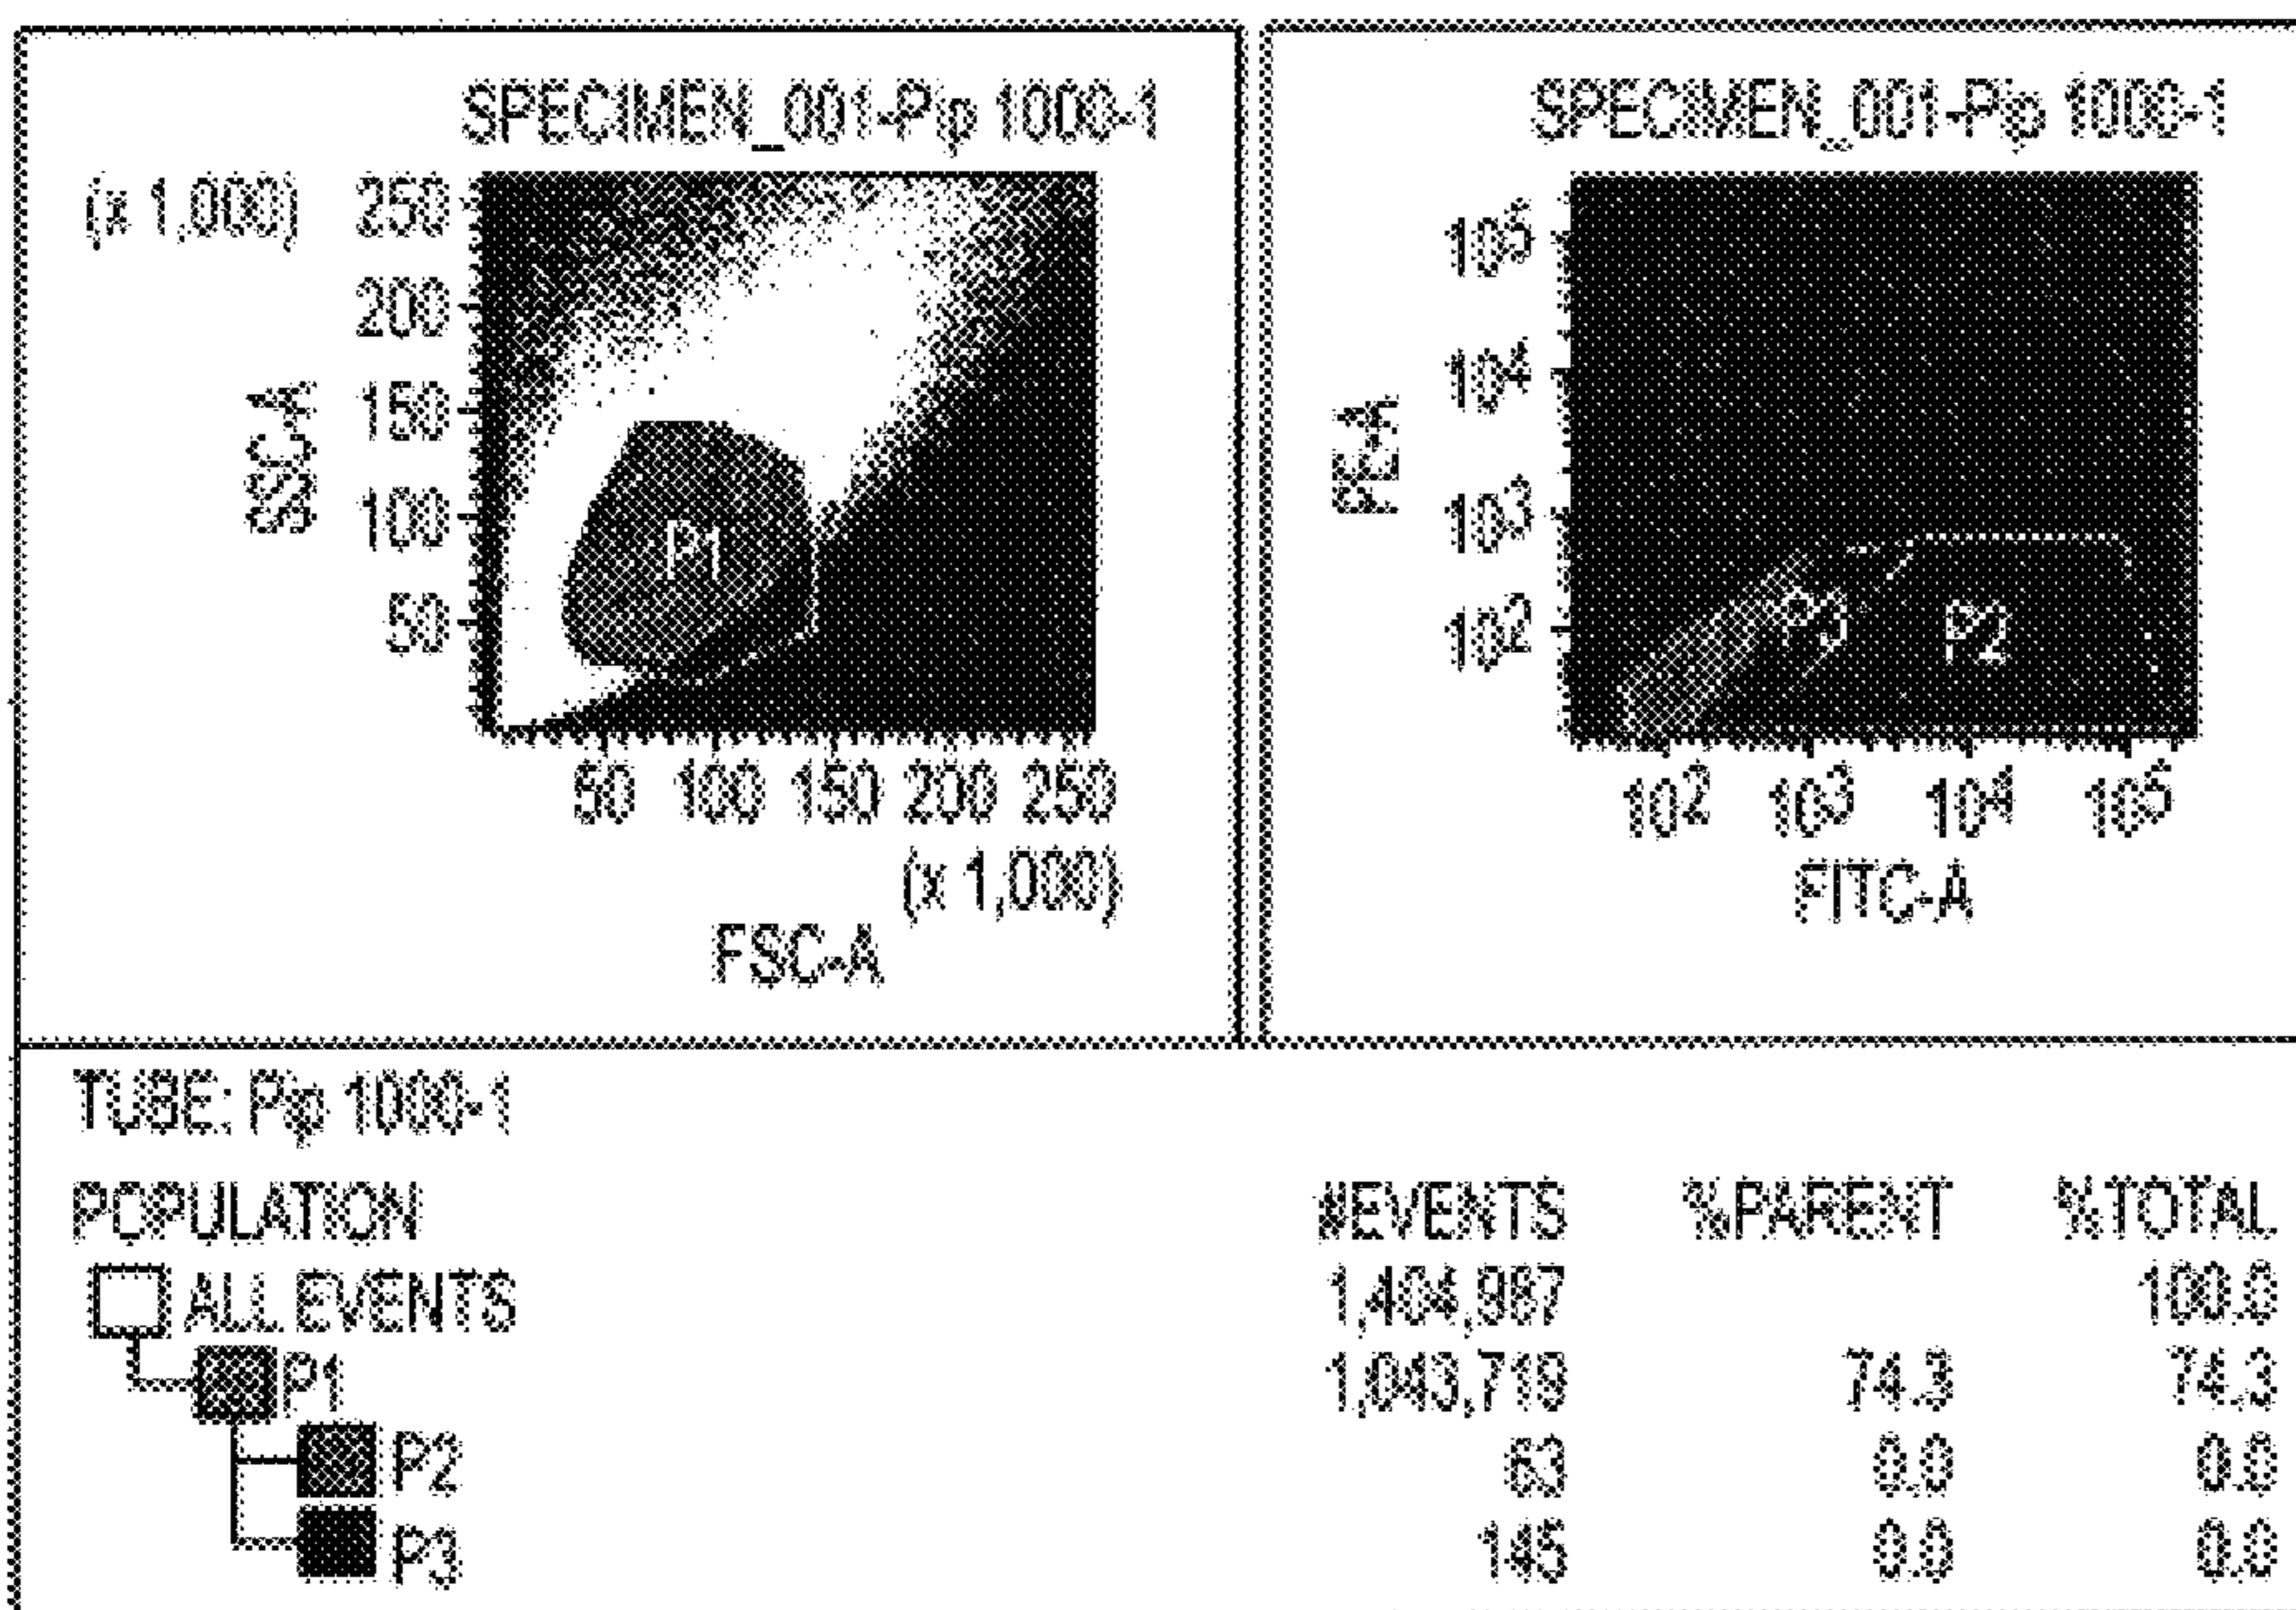 SPECIMEN_001-Pip 1000-1
(x 1,000)
250
200
150
100
50
SSC-A
P1
50 100 150 200 250
(x 1,000)
FSC-A
SPECIMEN_001-Pip 1000-1
10^5
10^4
10^3
10^2
PE-A
P3 P2
10^2 10^3 10^4 10^5
FITC-A
TUBE: Pip 1000-1
POPULATION #EVENTS %PARENT %TOTAL
ALL EVENTS 1,404,987 100.0
P1 1,043,719 74.3 74.3
P2 63 0.0 0.0
P3 145 0.0 0.0